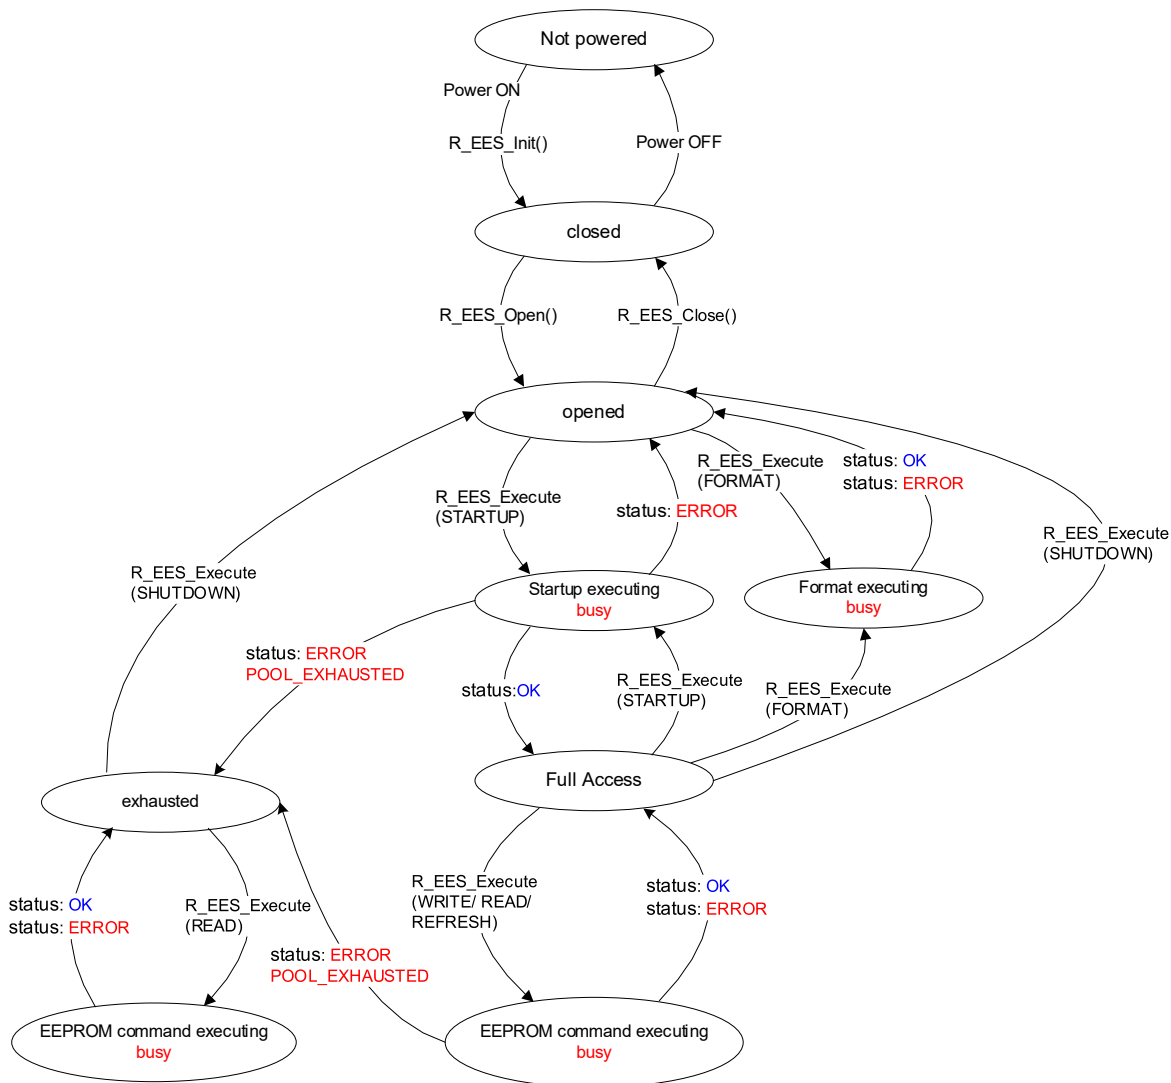 Not powered
Power ON
R_EES_Init()
Power OFF
closed
R_EES_Open()
R_EES_Close()
opened
R_EES_Execute
(STARTUP)
status: ERROR
R_EES_Execute
(FORMAT)
status: OK
status: ERROR
R_EES_Execute
(SHUTDOWN)
R_EES_Execute
(SHUTDOWN)
Startup executing
busy
Format executing
busy
status: ERROR
POOL_EXHAUSTED
status:OK
R_EES_Execute
(STARTUP)
R_EES_Execute
(FORMAT)
Full Access
exhausted
status: OK
status: ERROR
R_EES_Execute
(READ)
R_EES_Execute
(WRITE/ READ/
REFRESH)
status: OK
status: ERROR
status: ERROR
POOL_EXHAUSTED
EEPROM command executing
busy
EEPROM command executing
busy